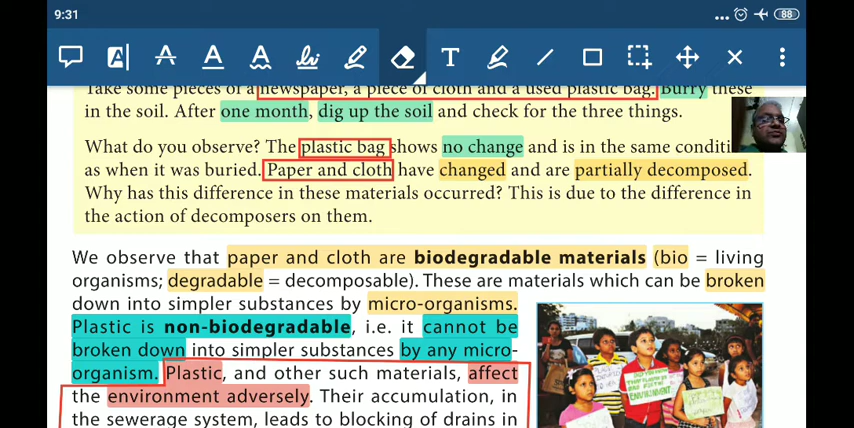 9:31
88
A A A A T
Take some pieces of a newspaper, a piece of cloth and a used plastic bag. Burry these
in the soil. After one month, dig up the soil and check for the three things.
What do you observe? The plastic bag shows no change and is in the same conditi
as when it was buried. Paper and cloth have changed and are partially decomposed.
Why has this difference in these materials occurred? This is due to the difference in
the action of decomposers on them.
We observe that paper and cloth are biodegradable materials (bio = living
organisms; degradable = decomposable). These are materials which can be broken
down into simpler substances by micro-organisms.
Plastic is non-biodegradable, i.e. it cannot be
broken down into simpler substances by any micro-
organism. Plastic, and other such materials, affect
the environment adversely. Their accumulation, in
the sewerage system, leads to blocking of drains in